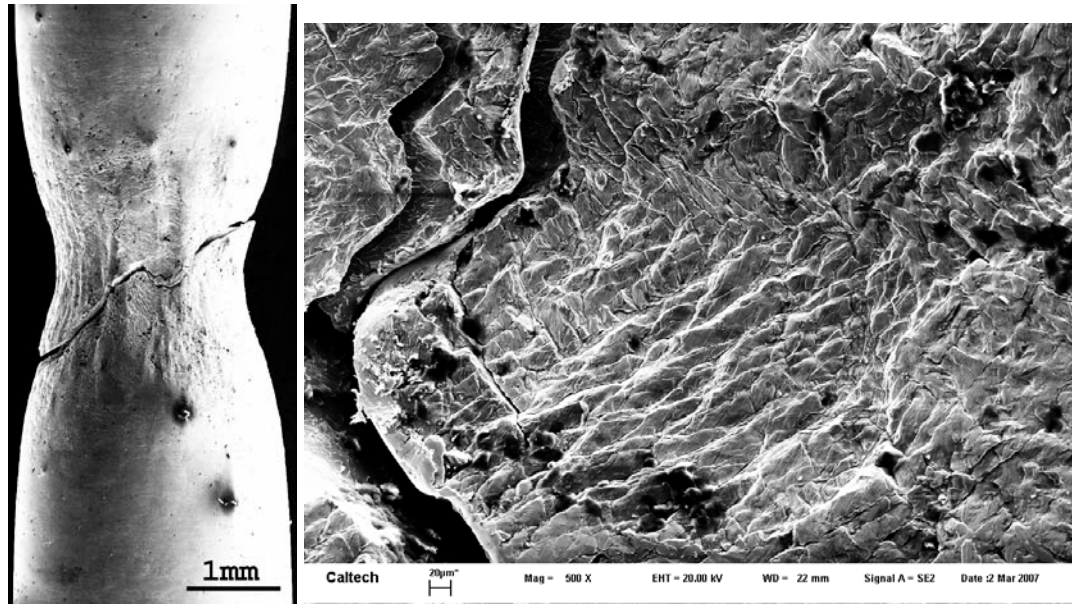 1mm
Caltech 20µm* Mag = 500 X EHT = 20.00 kV WD = 22 mm Signal A = SE2 Date :2 Mar 2007